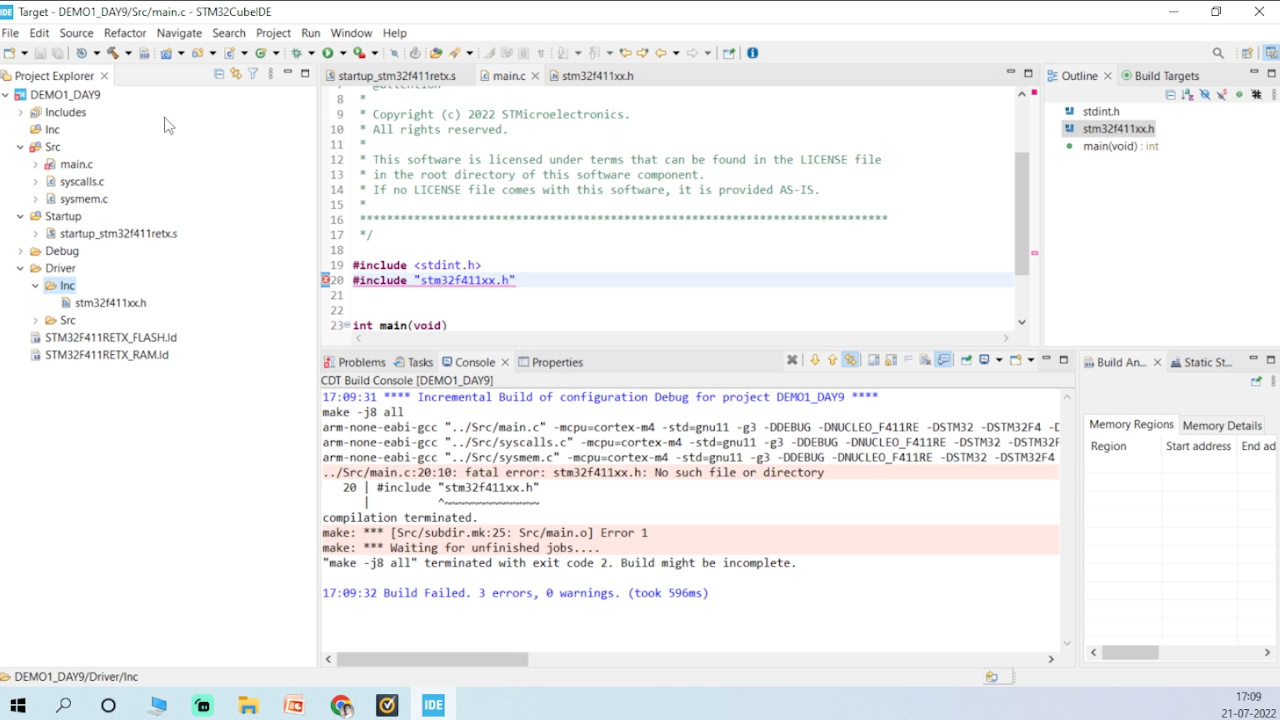 IDE Target - DEMO1_DAY9/Src/main.c - STM32CubeIDE
File Edit Source Refactor Navigate Search Project Run Window Help
Project Explorer
DEMO1_DAY9
Includes
Inc
Src
main.c
syscalls.c
sysmem.c
Startup
startup_stm32f411retx.s
Debug
Driver
Inc
stm32f411xx.h
Src
STM32F411RETX_FLASH.ld
STM32F411RETX_RAM.ld
startup_stm32f411retx.s main.c stm32f411xx.h
7 * @attention
8 *
9 * Copyright (c) 2022 STMicroelectronics.
10 * All rights reserved.
11 *
12 * This software is licensed under terms that can be found in the LICENSE file
13 * in the root directory of this software component.
14 * If no LICENSE file comes with this software, it is provided AS-IS.
15 *
16 ******************************************************************************
17 */
18
19 #include <stdint.h>
20 #include "stm32f411xx.h"
21
22
23 int main(void)
Outline Build Targets
stdint.h
stm32f411xx.h
main(void) : int
Problems Tasks Console Properties
CDT Build Console [DEMO1_DAY9]
17:09:31 **** Incremental Build of configuration Debug for project DEMO1_DAY9 ****
make -j8 all
arm-none-eabi-gcc "../Src/main.c" -mcpu=cortex-m4 -std=gnu11 -g3 -DDEBUG -DNUCLEO_F411RE -DSTM32 -DSTM32F4 -D
arm-none-eabi-gcc "../Src/syscalls.c" -mcpu=cortex-m4 -std=gnu11 -g3 -DDEBUG -DNUCLEO_F411RE -DSTM32 -DSTM32F
arm-none-eabi-gcc "../Src/sysmem.c" -mcpu=cortex-m4 -std=gnu11 -g3 -DDEBUG -DNUCLEO_F411RE -DSTM32 -DSTM32F4
../Src/main.c:20:10: fatal error: stm32f411xx.h: No such file or directory
20 | #include "stm32f411xx.h"
| ^~~~~~~~~~~~~~~
compilation terminated.
make: *** [Src/subdir.mk:25: Src/main.o] Error 1
make: *** Waiting for unfinished jobs....
"make -j8 all" terminated with exit code 2. Build might be incomplete.
17:09:32 Build Failed. 3 errors, 0 warnings. (took 596ms)
Build An... Static St...
Memory Regions Memory Details
Region Start address End ad
DEMO1_DAY9/Driver/Inc
IDE
17:09
21-07-2022